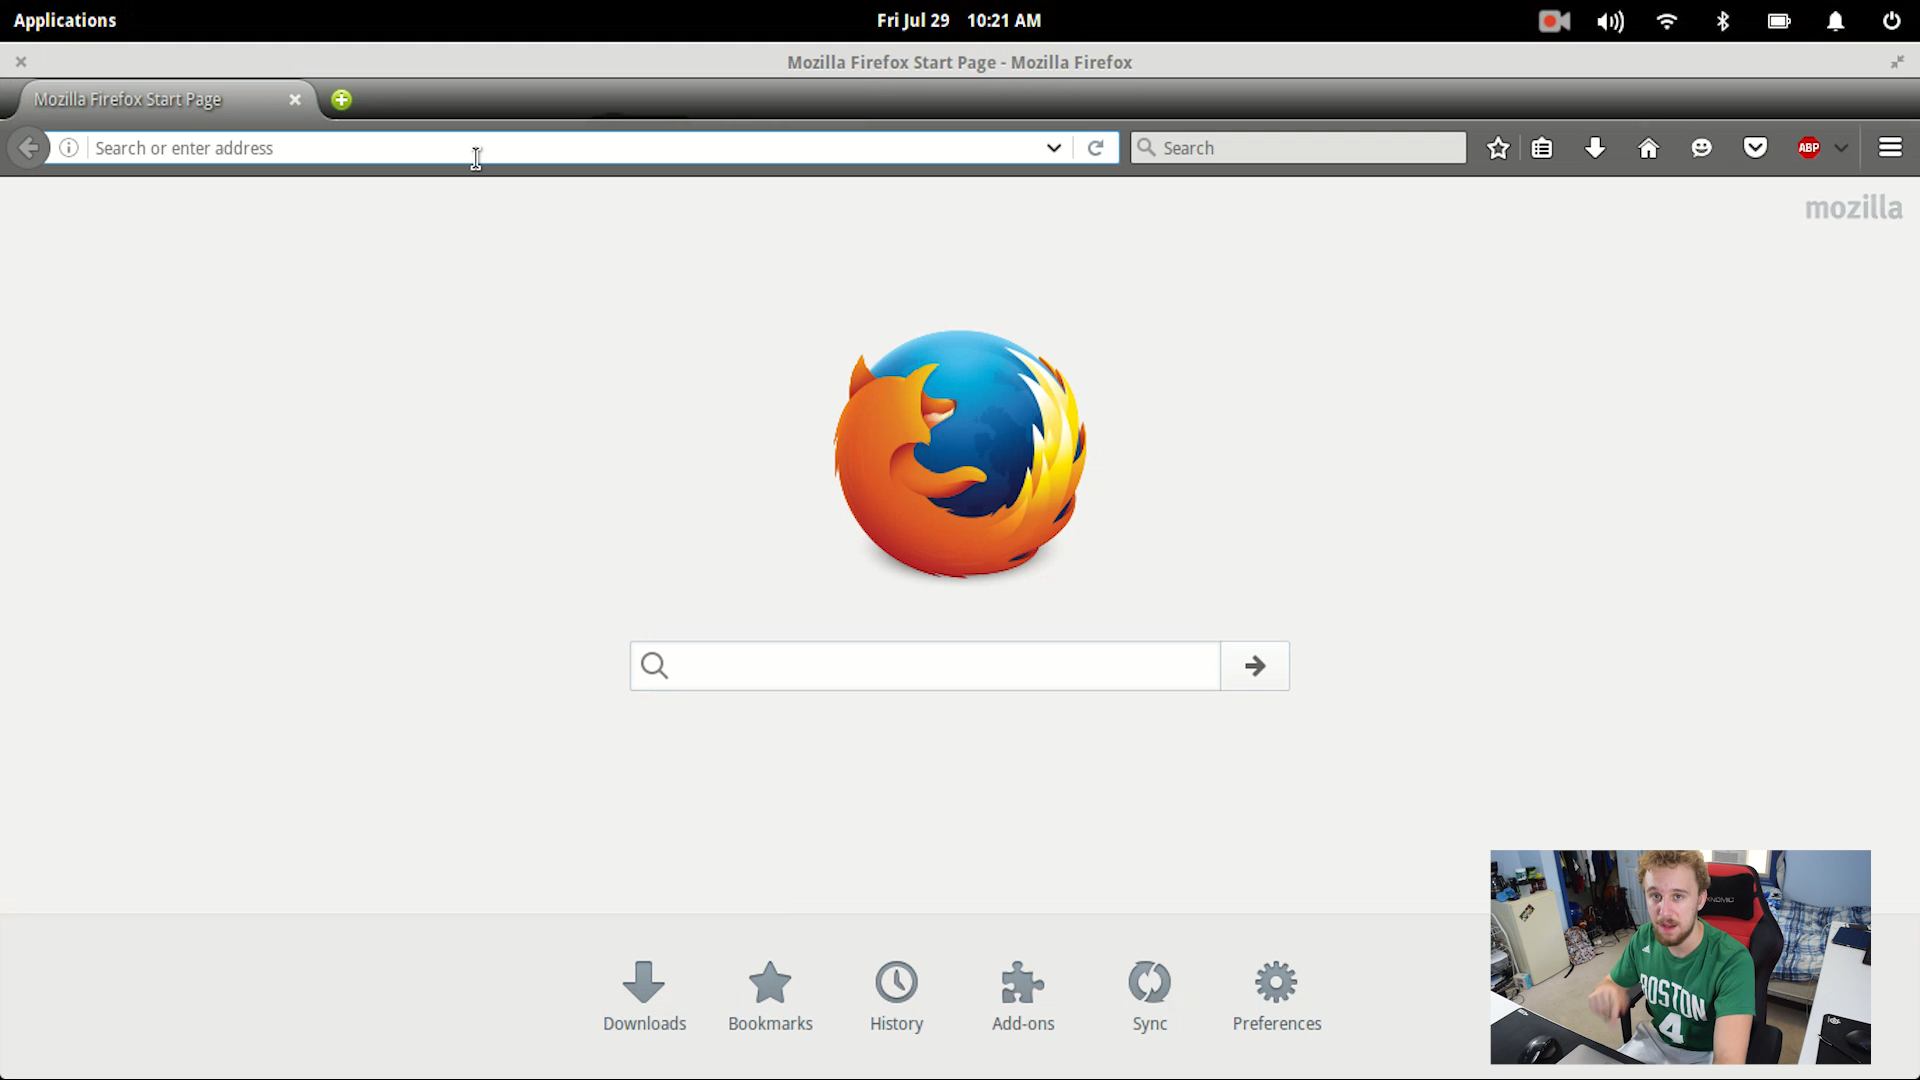 Applications
Fri Jul 29 10:21 AM
Mozilla Firefox Start Page - Mozilla Firefox
Mozilla Firefox Start Page
Search or enter address
Search
ABP
mozilla
Downloads
Bookmarks
History
Add-ons
Sync
Preferences
BOSTON
4